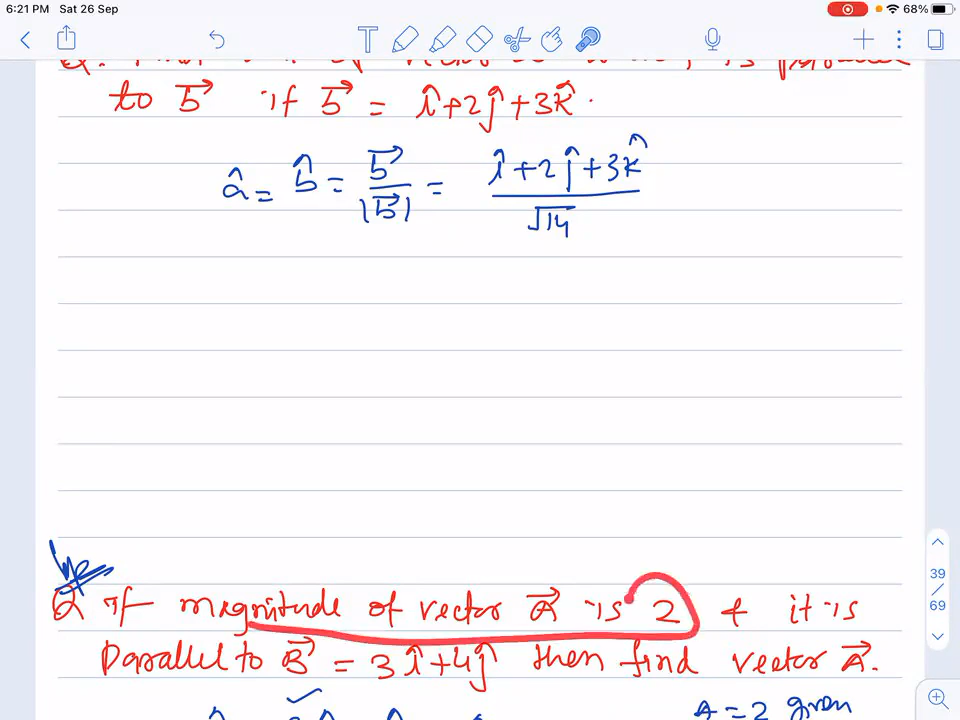 6:21 PM Sat 26 Sep
68%
T
to b⃗ if b⃗ = î+2ĵ+3k̂.
â = b̂ = b⃗/|b⃗| = (î+2ĵ+3k̂)/√14
39
/
69
Q If magnitude of vector A⃗ is 2 & it is
parallel to B⃗ = 3î+4ĵ then find vector A⃗.
A = 2 given